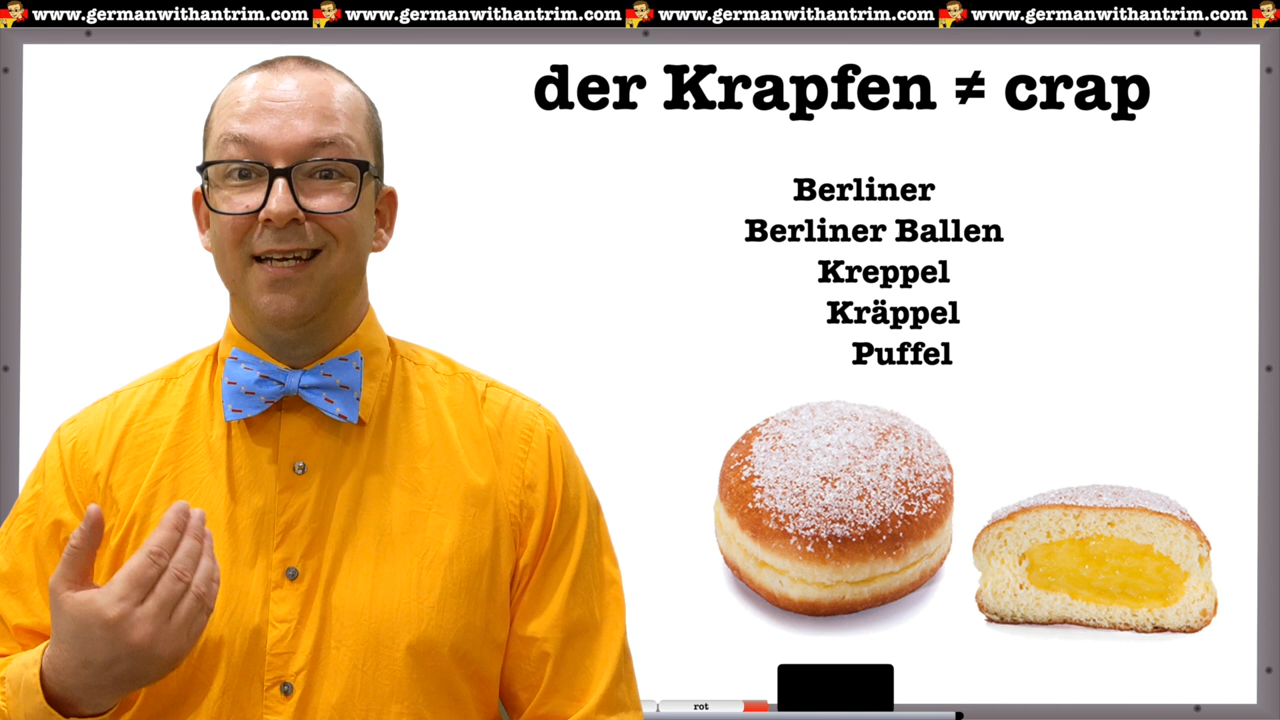 www.germanwithantrim.com www.germanwithantrim.com www.germanwithantrim.com www.germanwithantrim.com
der Krapfen ≠ crap
Berliner
Berliner Ballen
Kreppel
Kräppel
Puffel
rot